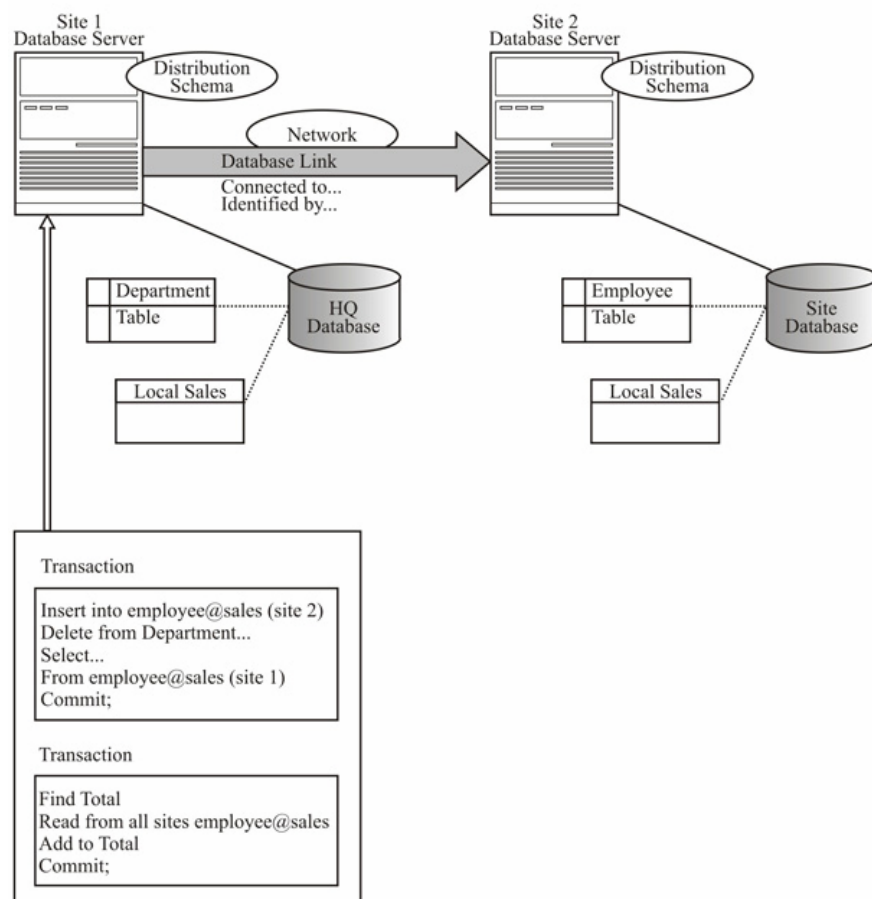 Site 1
Database Server
Distribution
Schema
Site 2
Database Server
Distribution
Schema
Network
Database Link
Connected to...
Identified by...
Department
Table
HQ
Database
Local Sales
Employee
Table
Site
Database
Local Sales
Transaction
Insert into employee@sales (site 2)
Delete from Department...
Select...
From employee@sales (site 1)
Commit;
Transaction
Find Total
Read from all sites employee@sales
Add to Total
Commit;